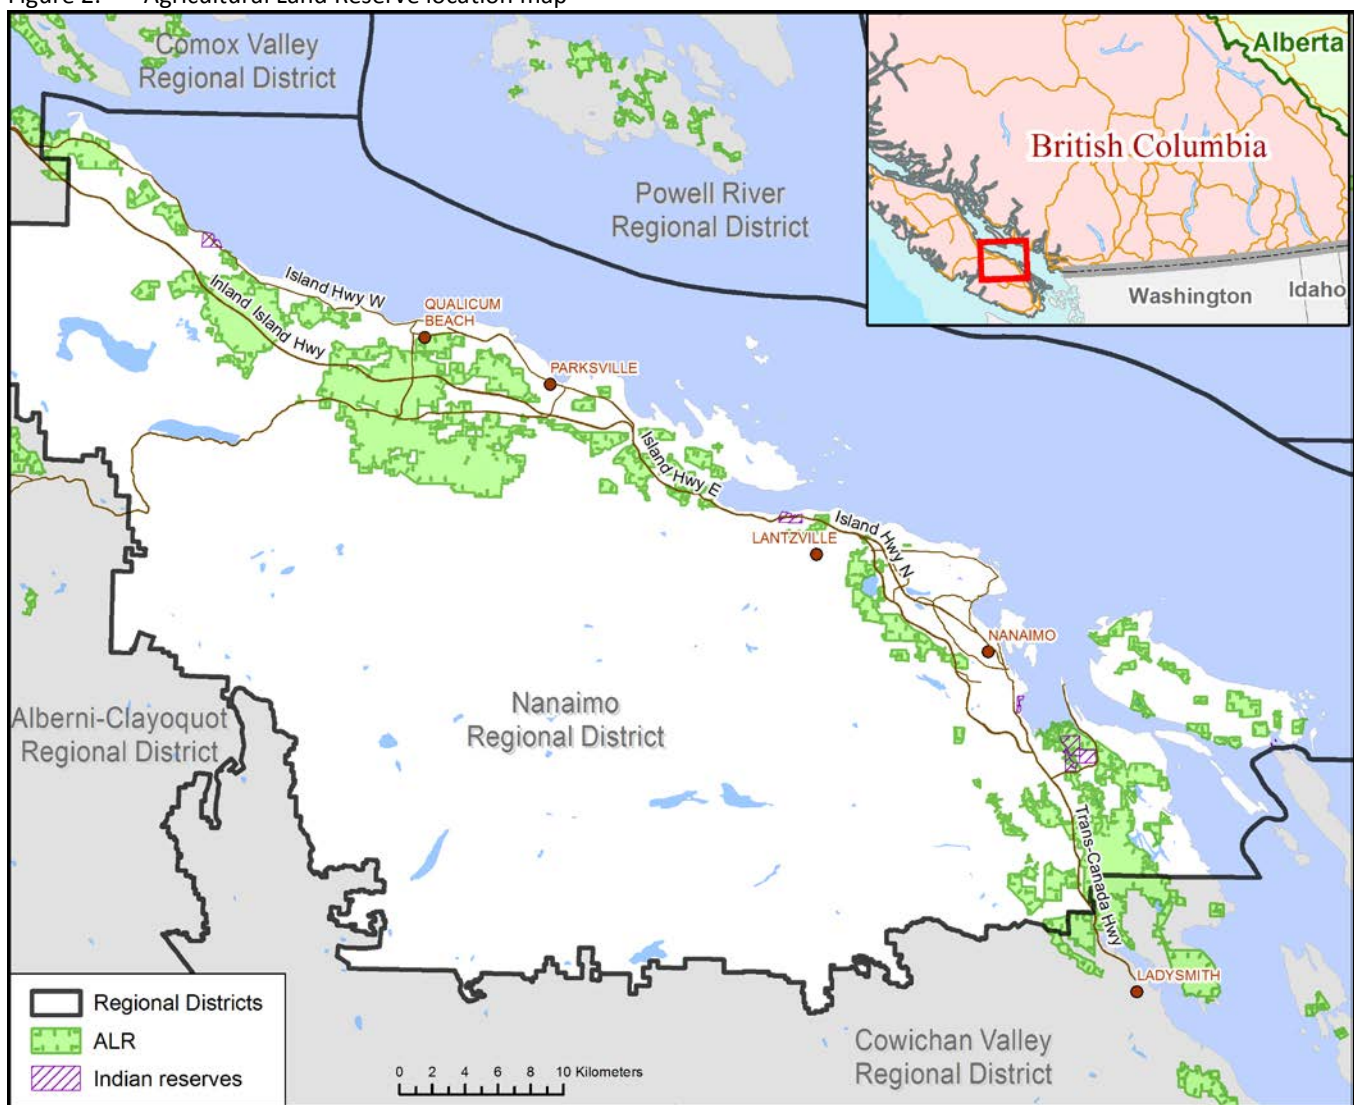 Figure 2. Agricultural Land Reserve location map
Comox Valley
Regional District
Powell River
Regional District
Alberta
British Columbia
Washington
Idaho
Island Hwy W
Inland Island Hwy
QUALICUM
BEACH
PARKSVILLE
Island Hwy E
Island Hwy N
LANTZVILLE
NANAIMO
Nanaimo
Regional District
Alberni-Clayoquot
Regional District
Trans-Canada Hwy
LADYSMITH
Cowichan Valley
Regional District
Regional Districts
ALR
Indian reserves
0 2 4 6 8 10 Kilometers